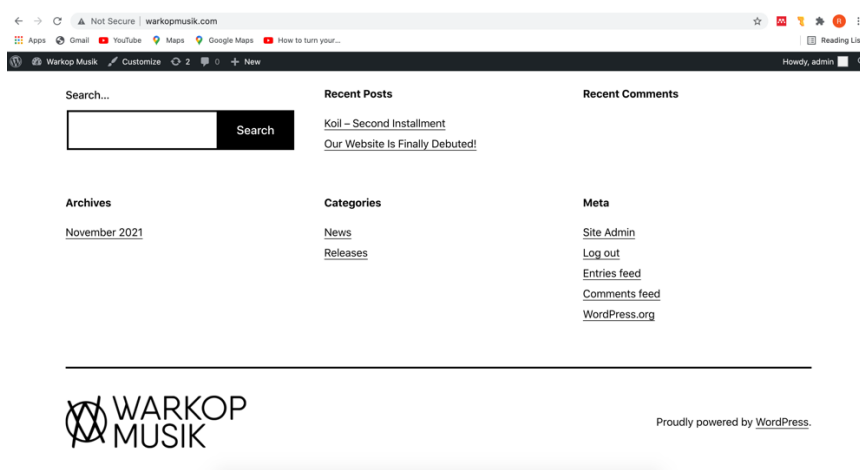 Not Secure | warkopmusik.com
Apps Gmail YouTube Maps Google Maps How to turn your... Reading Lis
Warkop Musik Customize 2 0 + New Howdy, admin
Search... Recent Posts Recent Comments
Search Koil – Second Installment
Our Website Is Finally Debuted!
Archives Categories Meta
November 2021 News Site Admin
Releases Log out
Entries feed
Comments feed
WordPress.org
WARKOP
MUSIK
Proudly powered by WordPress.